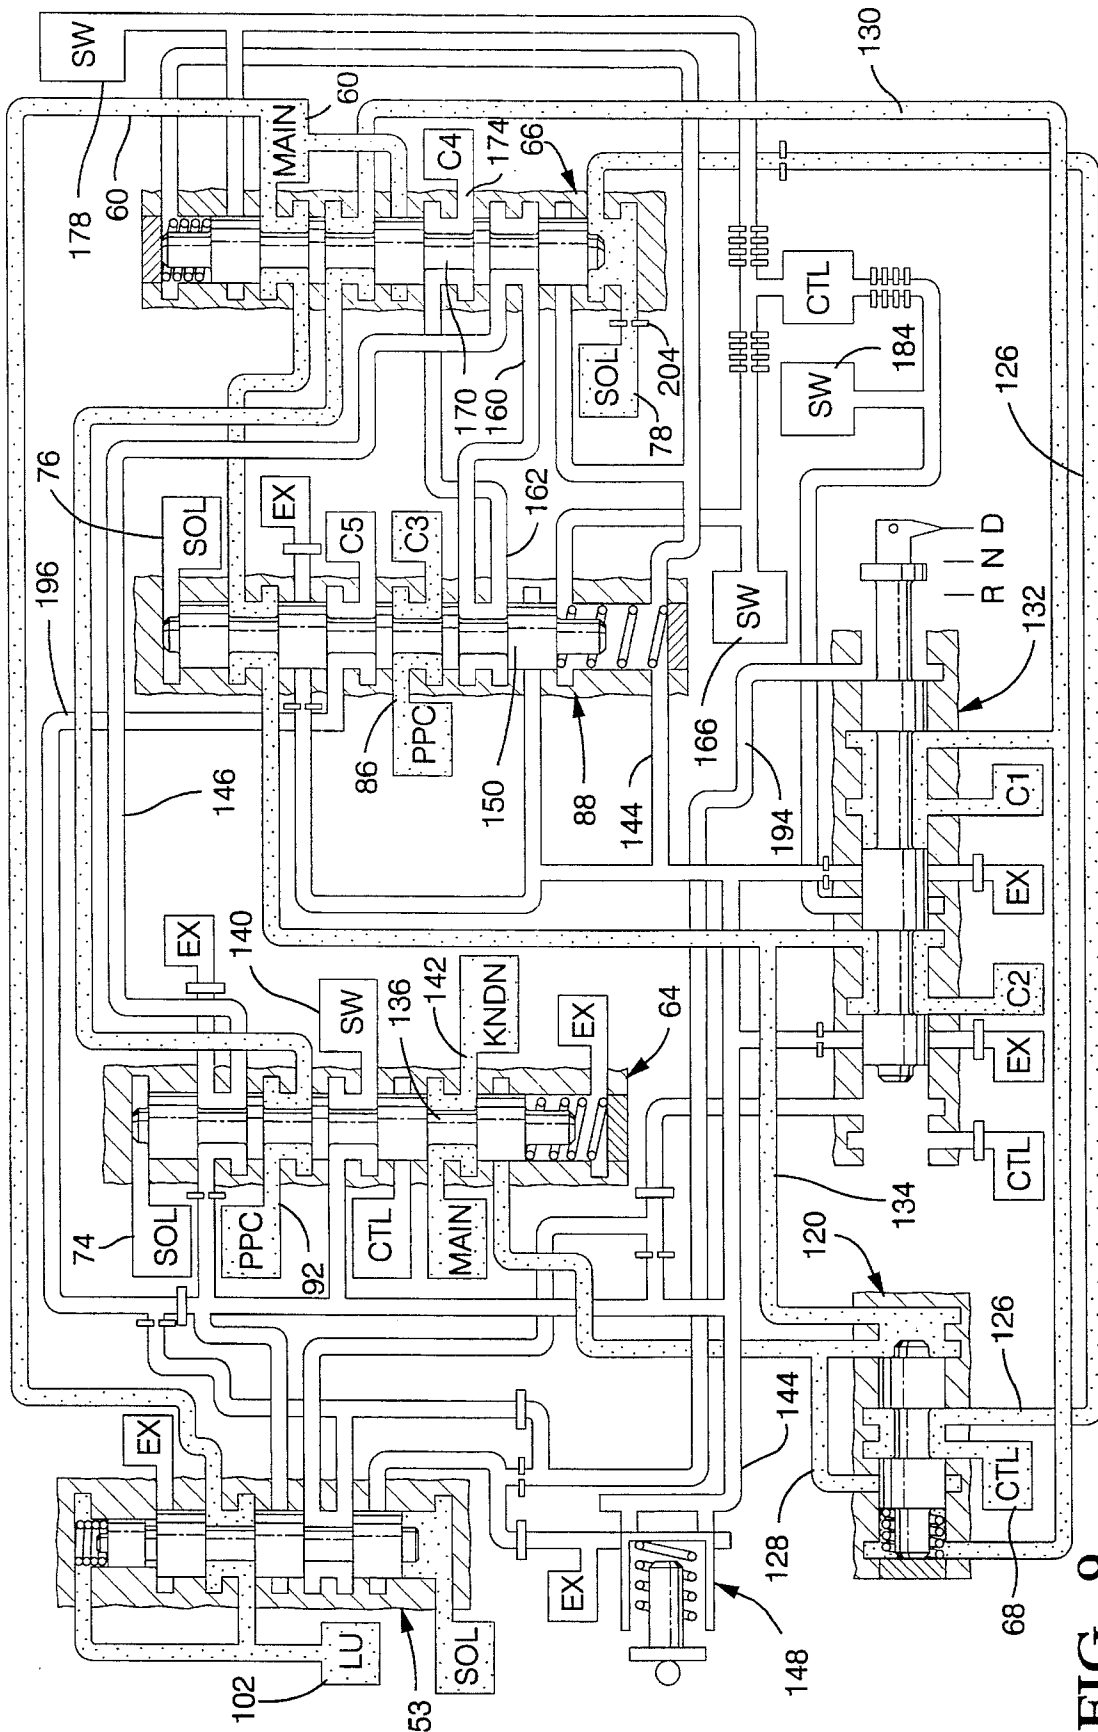 SW
178
60
MAIN
60
C4
174
66
130
76
SOL
EX
C5
C3
162
170
160
SOL
78
204
CTL
SW
184
126
196
146
86
PPC
150
88
144
SW
166
194
R N D
132
C1
EX
C2
EX
CTL
EX
140
SW
136
142
KNDN
EX
64
74
SOL
PPC
92
CTL
MAIN
134
120
126
CTL
68
128
144
EX
148
EX
LU
102
SOL
53
FIG. 8